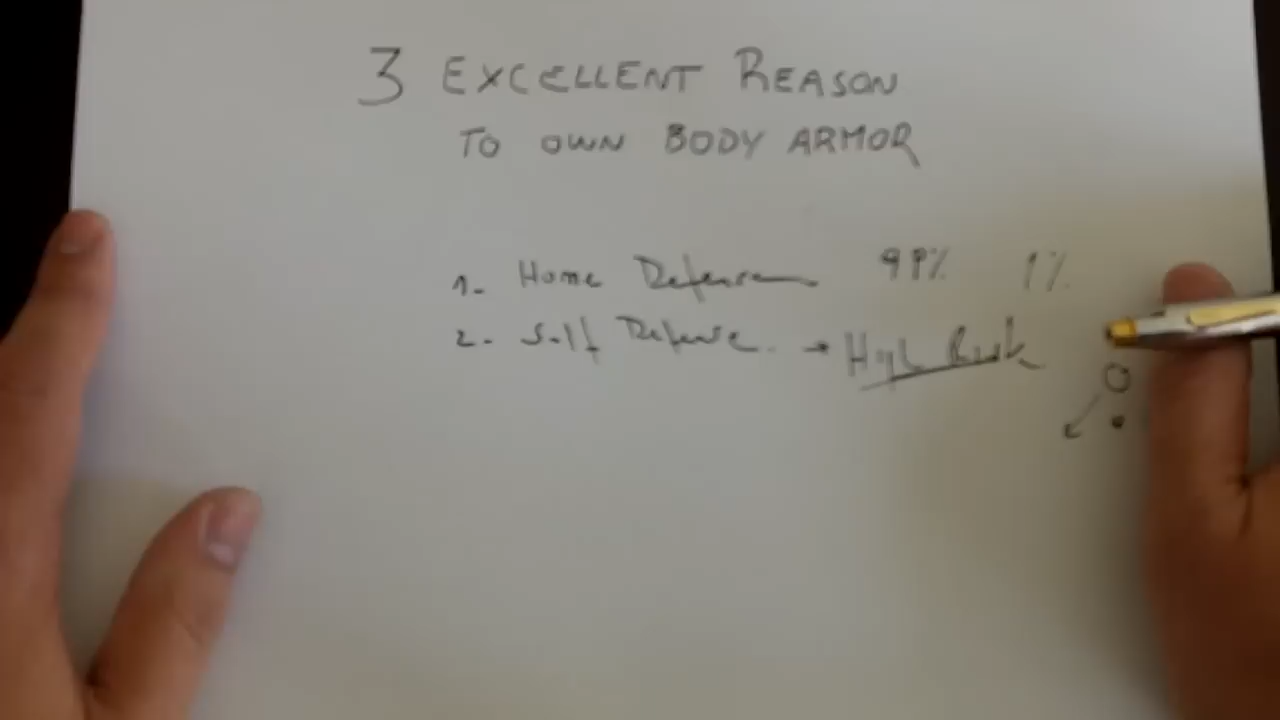 3 EXCELLENT REASON
TO OWN BODY ARMOR
1. Home Defense 99% 1%
2. Self Defense. → High Risk